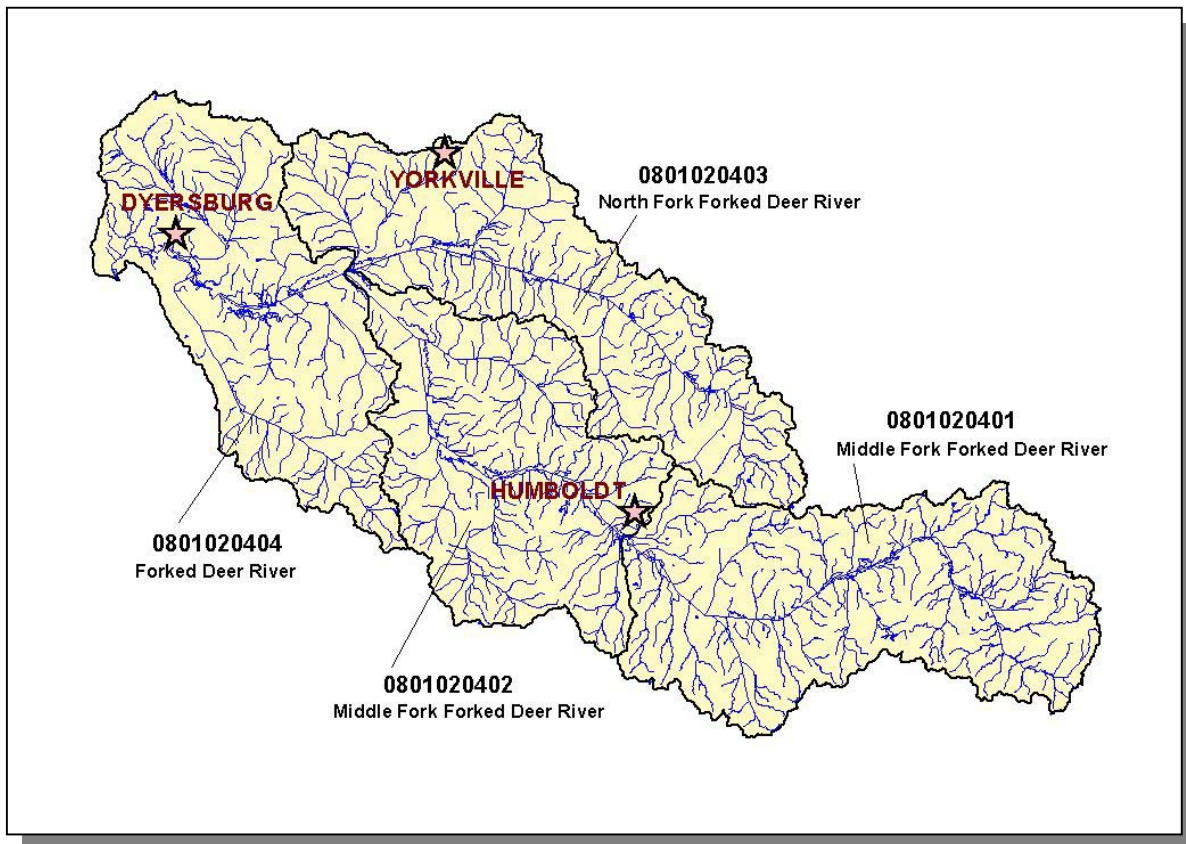 YORKVILLE
DYERSBURG
0801020403
North Fork Forked Deer River
0801020401
Middle Fork Forked Deer River
HUMBOLDT
0801020404
Forked Deer River
0801020402
Middle Fork Forked Deer River